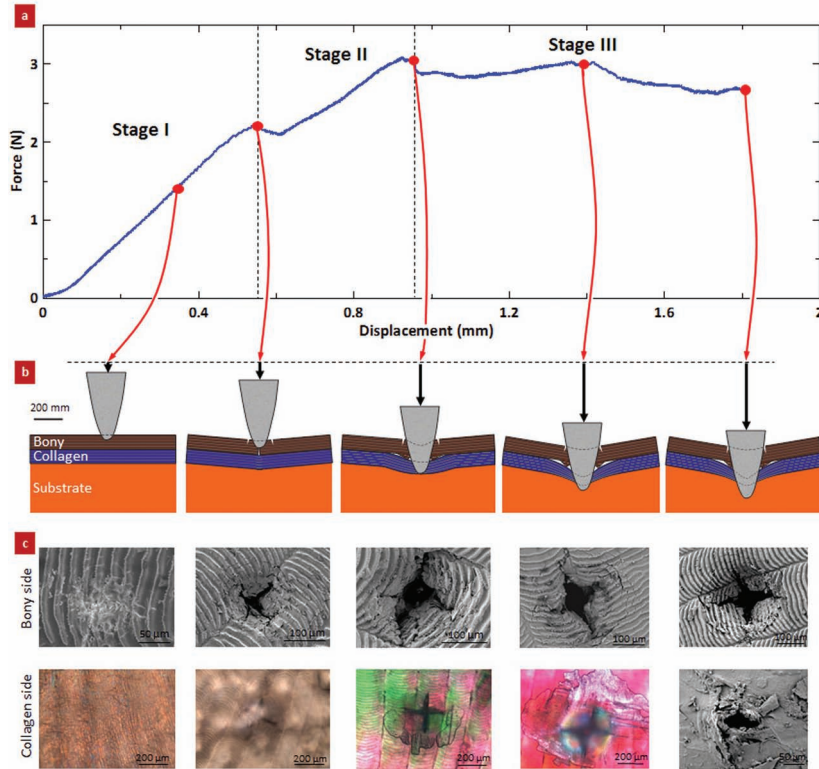 a
Stage I
Stage II
Stage III
Force (N)
3
2
1
0
0
0.4
0.8
1.2
1.6
2
Displacement (mm)
b
200 mm
Bony
Collagen
Substrate
c
Bony side
50 µm
100 µm
100 µm
100 µm
100 µm
Collagen side
200 µm
200 µm
200 µm
200 µm
50 µm